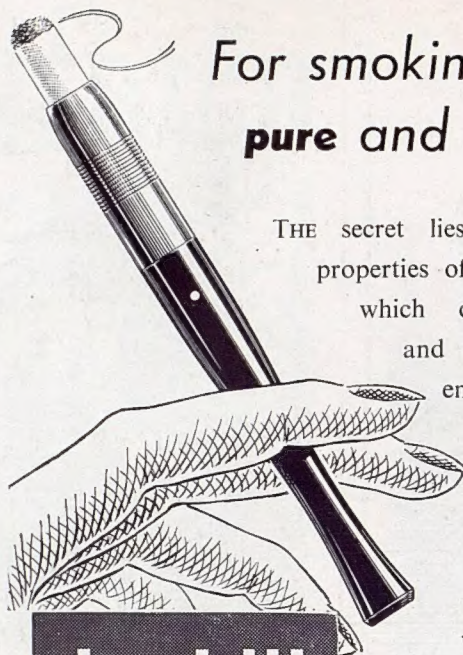 For smokin
pure and
THE secret lies
properties of
which
and
en